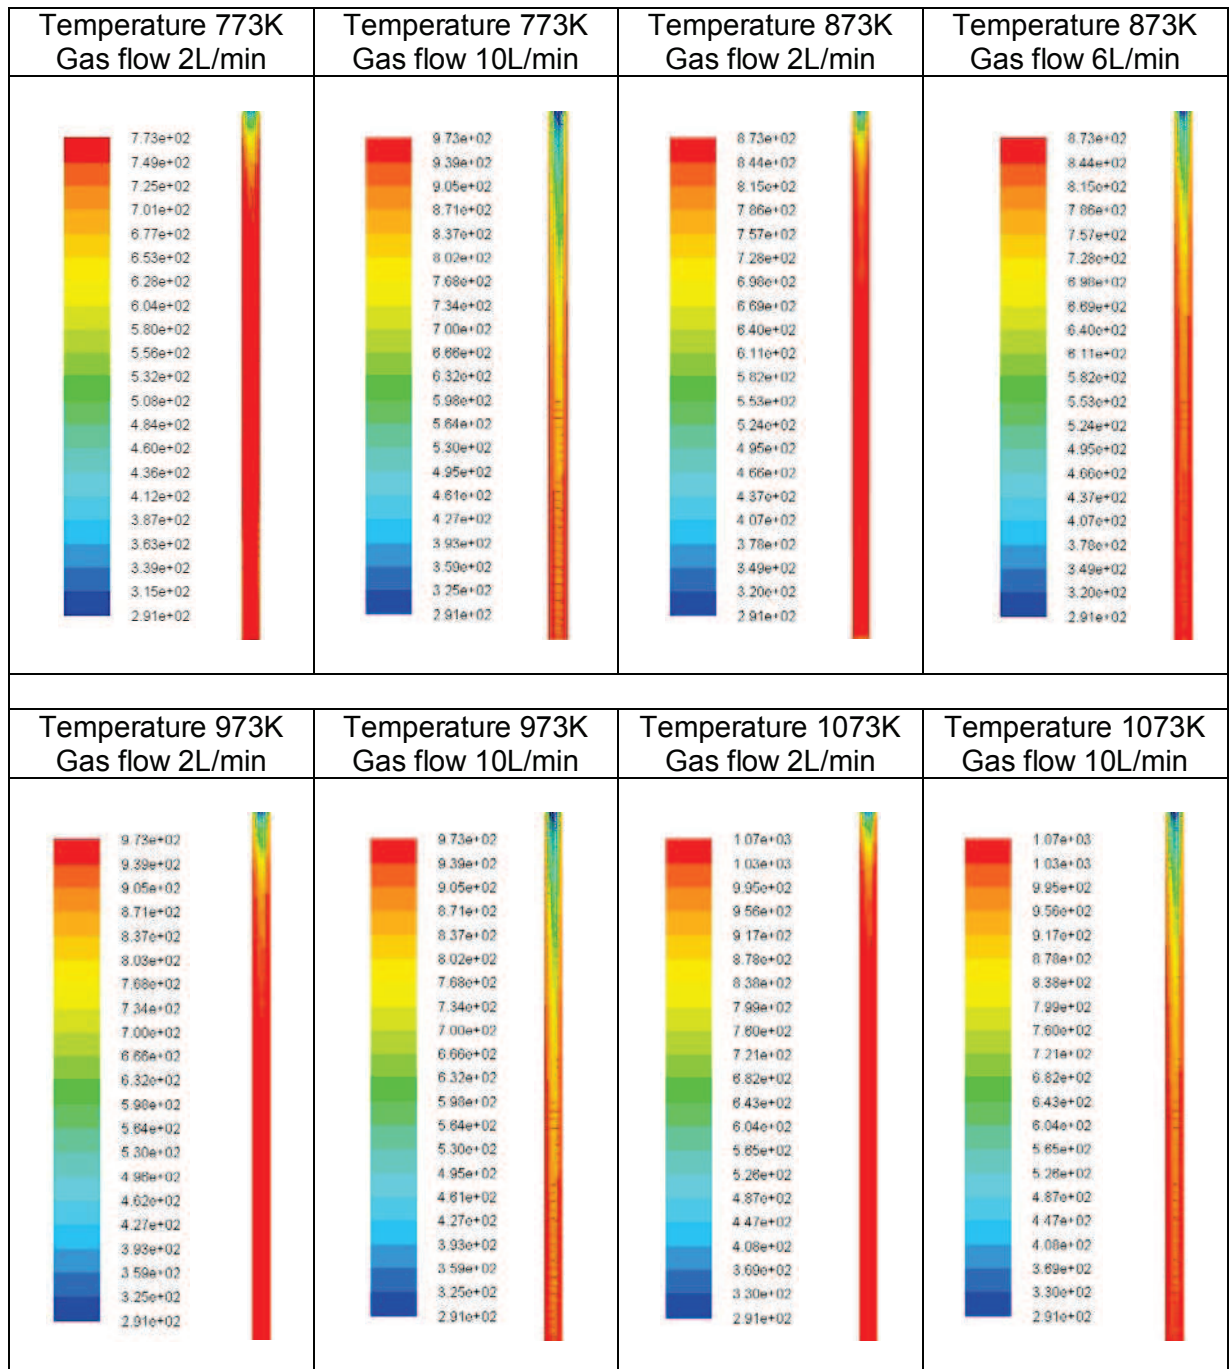 Temperature 773K
Gas flow 2L/min
Temperature 773K
Gas flow 10L/min
Temperature 873K
Gas flow 2L/min
Temperature 873K
Gas flow 6L/min
7.73e+02
7.49e+02
7.25e+02
7.01e+02
6.77e+02
6.53e+02
6.28e+02
6.04e+02
5.80e+02
5.56e+02
5.32e+02
5.08e+02
4.84e+02
4.60e+02
4.36e+02
4.12e+02
3.87e+02
3.63e+02
3.39e+02
3.15e+02
2.91e+02
9.73e+02
9.39e+02
9.05e+02
8.71e+02
8.37e+02
8.02e+02
7.68e+02
7.34e+02
7.00e+02
6.66e+02
6.32e+02
5.98e+02
5.64e+02
5.30e+02
4.95e+02
4.61e+02
4.27e+02
3.93e+02
3.59e+02
3.25e+02
2.91e+02
8.73e+02
8.44e+02
8.15e+02
7.86e+02
7.57e+02
7.28e+02
6.98e+02
6.69e+02
6.40e+02
6.11e+02
5.82e+02
5.53e+02
5.24e+02
4.95e+02
4.66e+02
4.37e+02
4.07e+02
3.78e+02
3.49e+02
3.20e+02
2.91e+02
8.73e+02
8.44e+02
8.15e+02
7.86e+02
7.57e+02
7.28e+02
6.98e+02
6.69e+02
6.40e+02
6.11e+02
5.82e+02
5.53e+02
5.24e+02
4.95e+02
4.66e+02
4.37e+02
4.07e+02
3.78e+02
3.49e+02
3.20e+02
2.91e+02
Temperature 973K
Gas flow 2L/min
Temperature 973K
Gas flow 10L/min
Temperature 1073K
Gas flow 2L/min
Temperature 1073K
Gas flow 10L/min
9.73e+02
9.39e+02
9.05e+02
8.71e+02
8.37e+02
8.03e+02
7.68e+02
7.34e+02
7.00e+02
6.66e+02
6.32e+02
5.98e+02
5.64e+02
5.30e+02
4.96e+02
4.62e+02
4.27e+02
3.93e+02
3.59e+02
3.25e+02
2.91e+02
9.73e+02
9.39e+02
9.05e+02
8.71e+02
8.37e+02
8.02e+02
7.68e+02
7.34e+02
7.00e+02
6.66e+02
6.32e+02
5.98e+02
5.64e+02
5.30e+02
4.95e+02
4.61e+02
4.27e+02
3.93e+02
3.59e+02
3.25e+02
2.91e+02
1.07e+03
1.03e+03
9.95e+02
9.56e+02
9.17e+02
8.78e+02
8.38e+02
7.99e+02
7.60e+02
7.21e+02
6.82e+02
6.43e+02
6.04e+02
5.65e+02
5.26e+02
4.87e+02
4.47e+02
4.08e+02
3.69e+02
3.30e+02
2.91e+02
1.07e+03
1.03e+03
9.95e+02
9.56e+02
9.17e+02
8.78e+02
8.38e+02
7.99e+02
7.60e+02
7.21e+02
6.82e+02
6.43e+02
6.04e+02
5.65e+02
5.26e+02
4.87e+02
4.47e+02
4.08e+02
3.69e+02
3.30e+02
2.91e+02